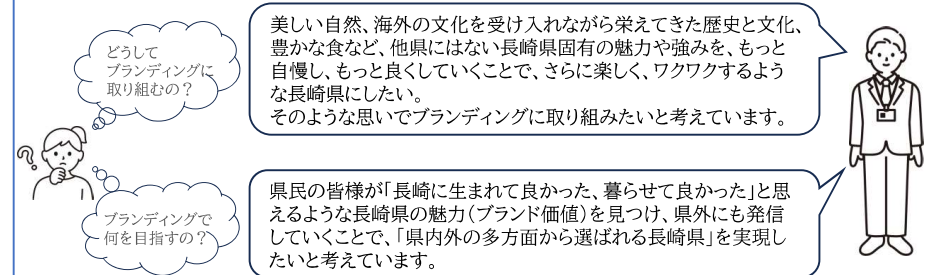 どうして
ブランディングに
取り組むの？
美しい自然、海外の文化を受け入れながら栄えてきた歴史と文化、
豊かな食など、他県にはない長崎県固有の魅力や強みを、もっと
自慢し、もっと良くしていくことで、さらに楽しく、ワクワクするよう
な長崎県にしたい。
そのような思いでブランディングに取り組みたいと考えています。
?
ブランディングで
何を目指すの？
県民の皆様が「長崎に生まれて良かった、暮らせて良かった」と思
えるような長崎県の魅力（ブランド価値）を見つけ、県外にも発信
していくことで、「県内外の多方面から選ばれる長崎県」を実現し
たいと考えています。